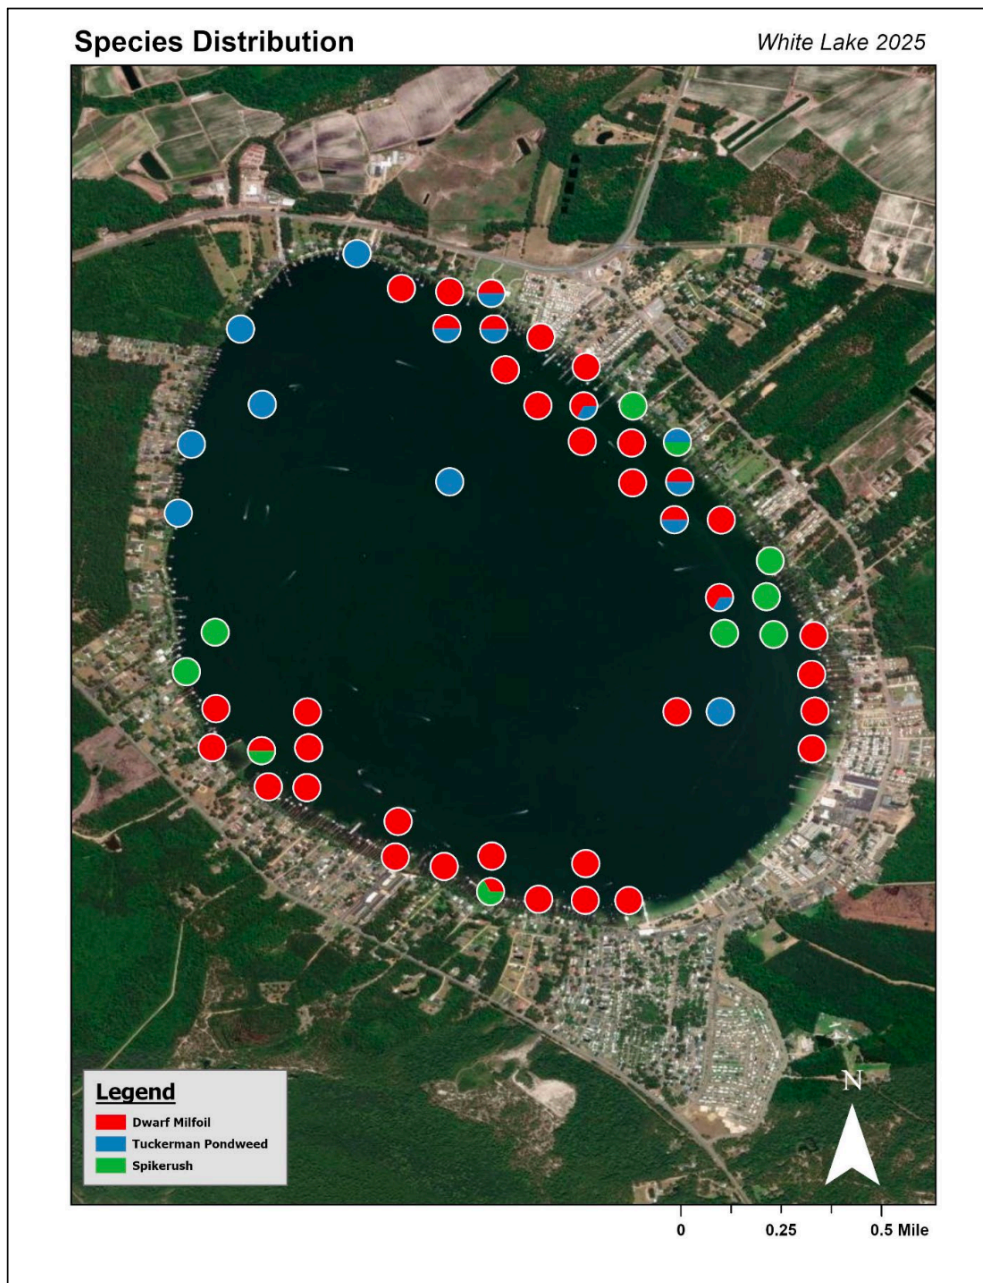 Species Distribution
White Lake 2025
Legend
Dwarf Milfoil
Tuckerman Pondweed
Spikerush
N
0 0.25 0.5 Mile